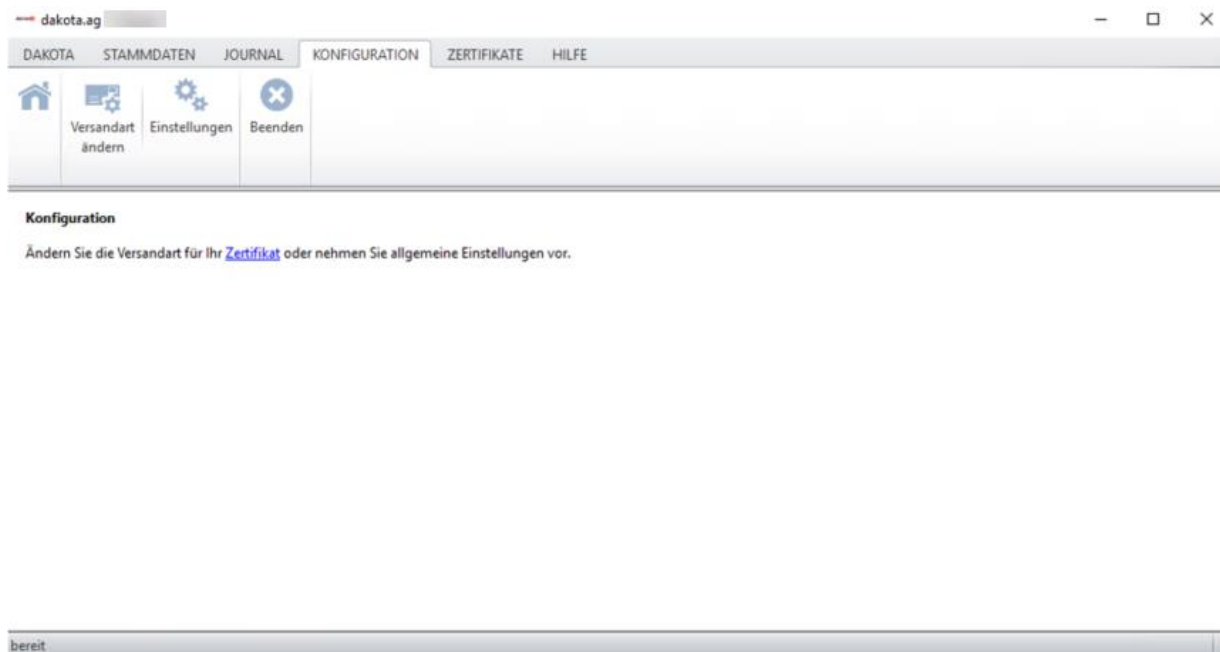 dakota.ag
DAKOTA STAMMDATEN JOURNAL KONFIGURATION ZERTIFIKATE HILFE
Versandart ändern
Einstellungen
Beenden
Konfiguration
Ändern Sie die Versandart für Ihr Zertifikat oder nehmen Sie allgemeine Einstellungen vor.
bereit